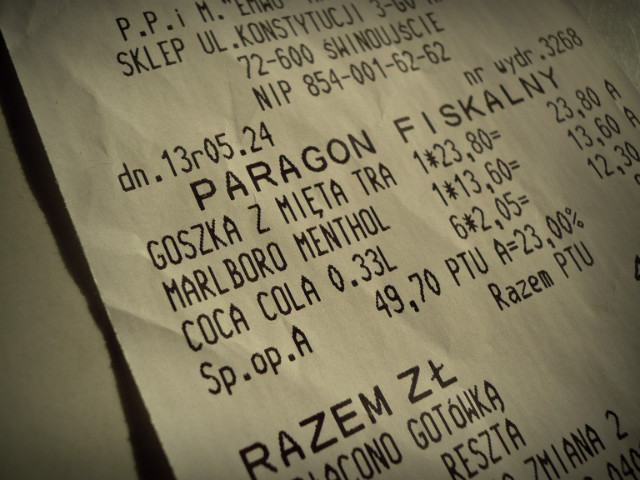 P.P. i M."EMWO"
SKLEP UL.KONSTYTUCJI 3-GO
72-600 ŚWINOUJŚCIE
NIP 854-001-62-62
dn.13r05.24 nr wydr.3268
PARAGON FISKALNY
GOSZKA Z MIĘTA TRA 1*23,80= 23,80 A
MARLBORO MENTHOL 1*13,60= 13,60 A
COCA COLA 0.33L 6*2,05= 12,30
Sp.op.A 49,70 PTU A=23,00%
Razem PTU
RAZEM ZŁ
GOTÓWKĄ
RESZTA
ZMIANA 2